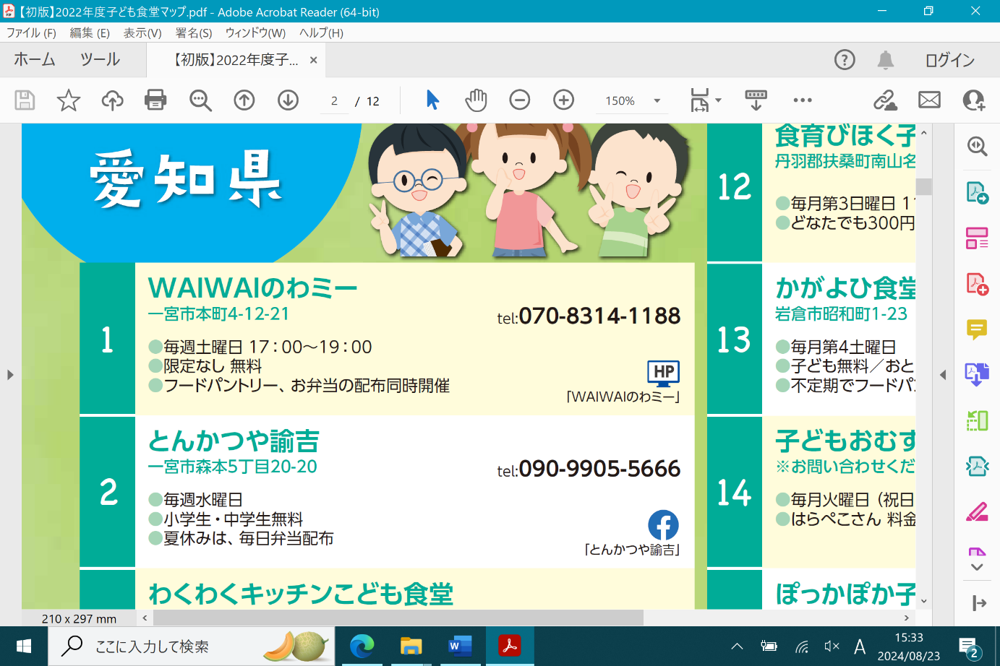 【初版】2022年度子ども食堂マップ.pdf - Adobe Acrobat Reader (64-bit)
ファイル (F) 編集 (E) 表示(V) 署名(S) ウィンドウ(W) ヘルプ(H)
ホーム ツール 【初版】2022年度子... × ログイン
2 / 12 150%
愛知県
1
WAIWAIのわミー
一宮市本町4-12-21
tel:070-8314-1188
●毎週土曜日 17：00～19：00
●限定なし 無料
●フードパントリー、お弁当の配布同時開催
HP
「WAIWAIのわミー」
2
とんかつや諭吉
一宮市森本5丁目20-20
tel:090-9905-5666
●毎週水曜日
●小学生・中学生無料
●夏休みは、毎日弁当配布
「とんかつや諭吉」
わくわくキッチンこども食堂
12
食育びほく子
丹羽郡扶桑町南山名
●毎月第3日曜日 11
●どなたでも300円
13
かがよひ食堂
岩倉市昭和町1-23
●毎月第4土曜日
●子ども無料／おと
●不定期でフードパ
14
子どもおむす
※お問い合わせくだ
●毎月火曜日（祝日
●はらぺこさん 料金
ぽっかぽか子
210 x 297 mm
ここに入力して検索
A
15:33
2024/08/23
2